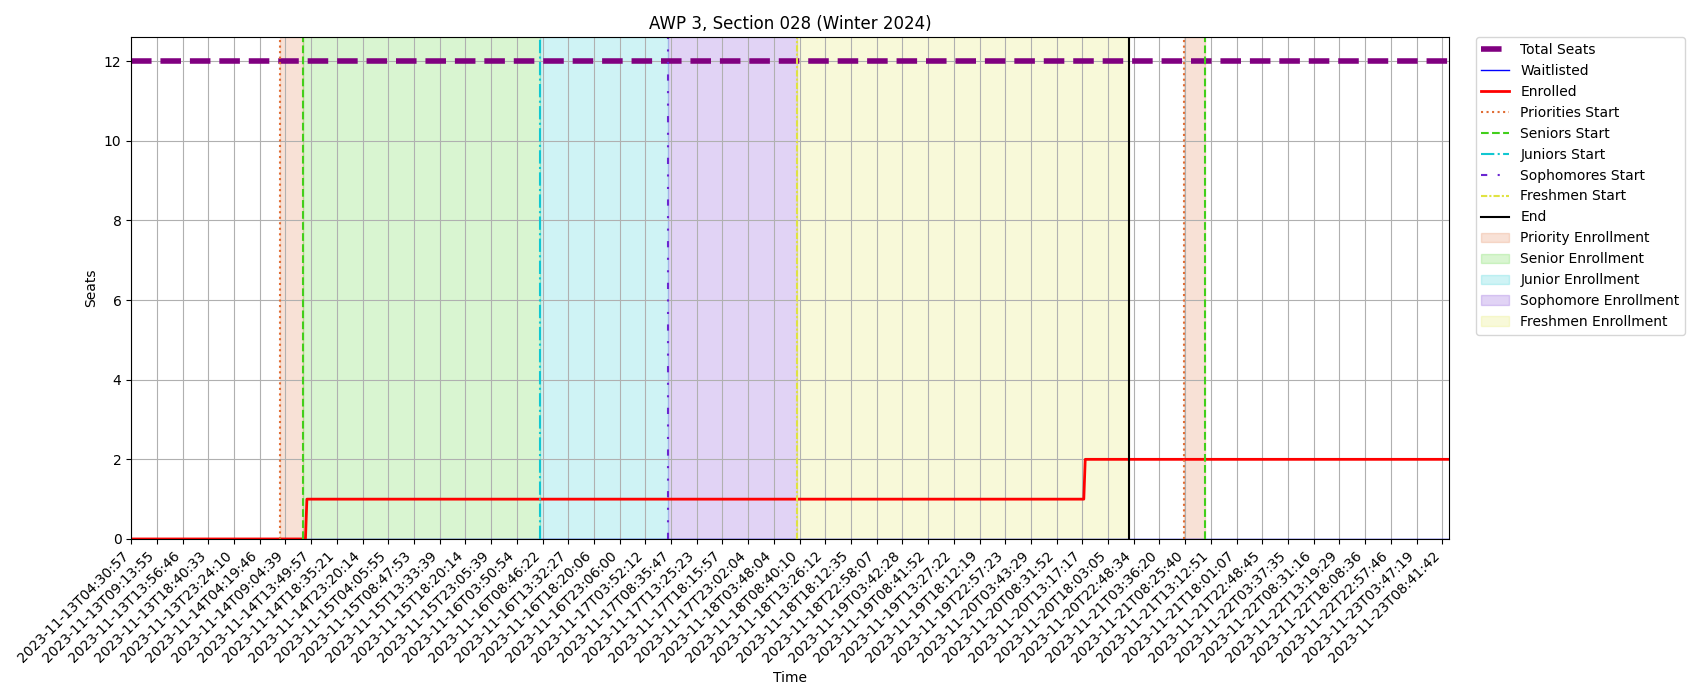 AWP 3, Section 028 (Winter 2024)
Seats
12
10
8
6
4
2
0
2023-11-13T04:30:57
2023-11-13T09:13:55
2023-11-13T13:56:46
2023-11-13T18:40:33
2023-11-13T23:24:10
2023-11-14T04:19:46
2023-11-14T09:04:39
2023-11-14T13:49:57
2023-11-14T18:35:21
2023-11-14T23:20:14
2023-11-15T04:05:55
2023-11-15T08:47:53
2023-11-15T13:33:39
2023-11-15T18:20:14
2023-11-15T23:05:39
2023-11-16T03:50:54
2023-11-16T08:46:22
2023-11-16T13:32:27
2023-11-16T18:20:06
2023-11-16T23:06:00
2023-11-17T03:52:12
2023-11-17T08:35:47
2023-11-17T13:25:23
2023-11-17T18:15:57
2023-11-17T23:02:04
2023-11-18T03:48:04
2023-11-18T08:40:10
2023-11-18T13:26:12
2023-11-18T18:12:35
2023-11-18T22:58:07
2023-11-19T03:42:28
2023-11-19T08:41:52
2023-11-19T13:27:22
2023-11-19T18:12:19
2023-11-19T22:57:23
2023-11-20T03:43:29
2023-11-20T08:31:52
2023-11-20T13:17:17
2023-11-20T18:03:05
2023-11-20T22:48:34
2023-11-21T03:36:20
2023-11-21T08:25:40
2023-11-21T13:12:51
2023-11-21T18:01:07
2023-11-21T22:48:45
2023-11-22T03:37:35
2023-11-22T08:31:16
2023-11-22T13:19:29
2023-11-22T18:08:36
2023-11-22T22:57:46
2023-11-23T03:47:19
2023-11-23T08:41:42
Time
Total Seats
Waitlisted
Enrolled
Priorities Start
Seniors Start
Juniors Start
Sophomores Start
Freshmen Start
End
Priority Enrollment
Senior Enrollment
Junior Enrollment
Sophomore Enrollment
Freshmen Enrollment